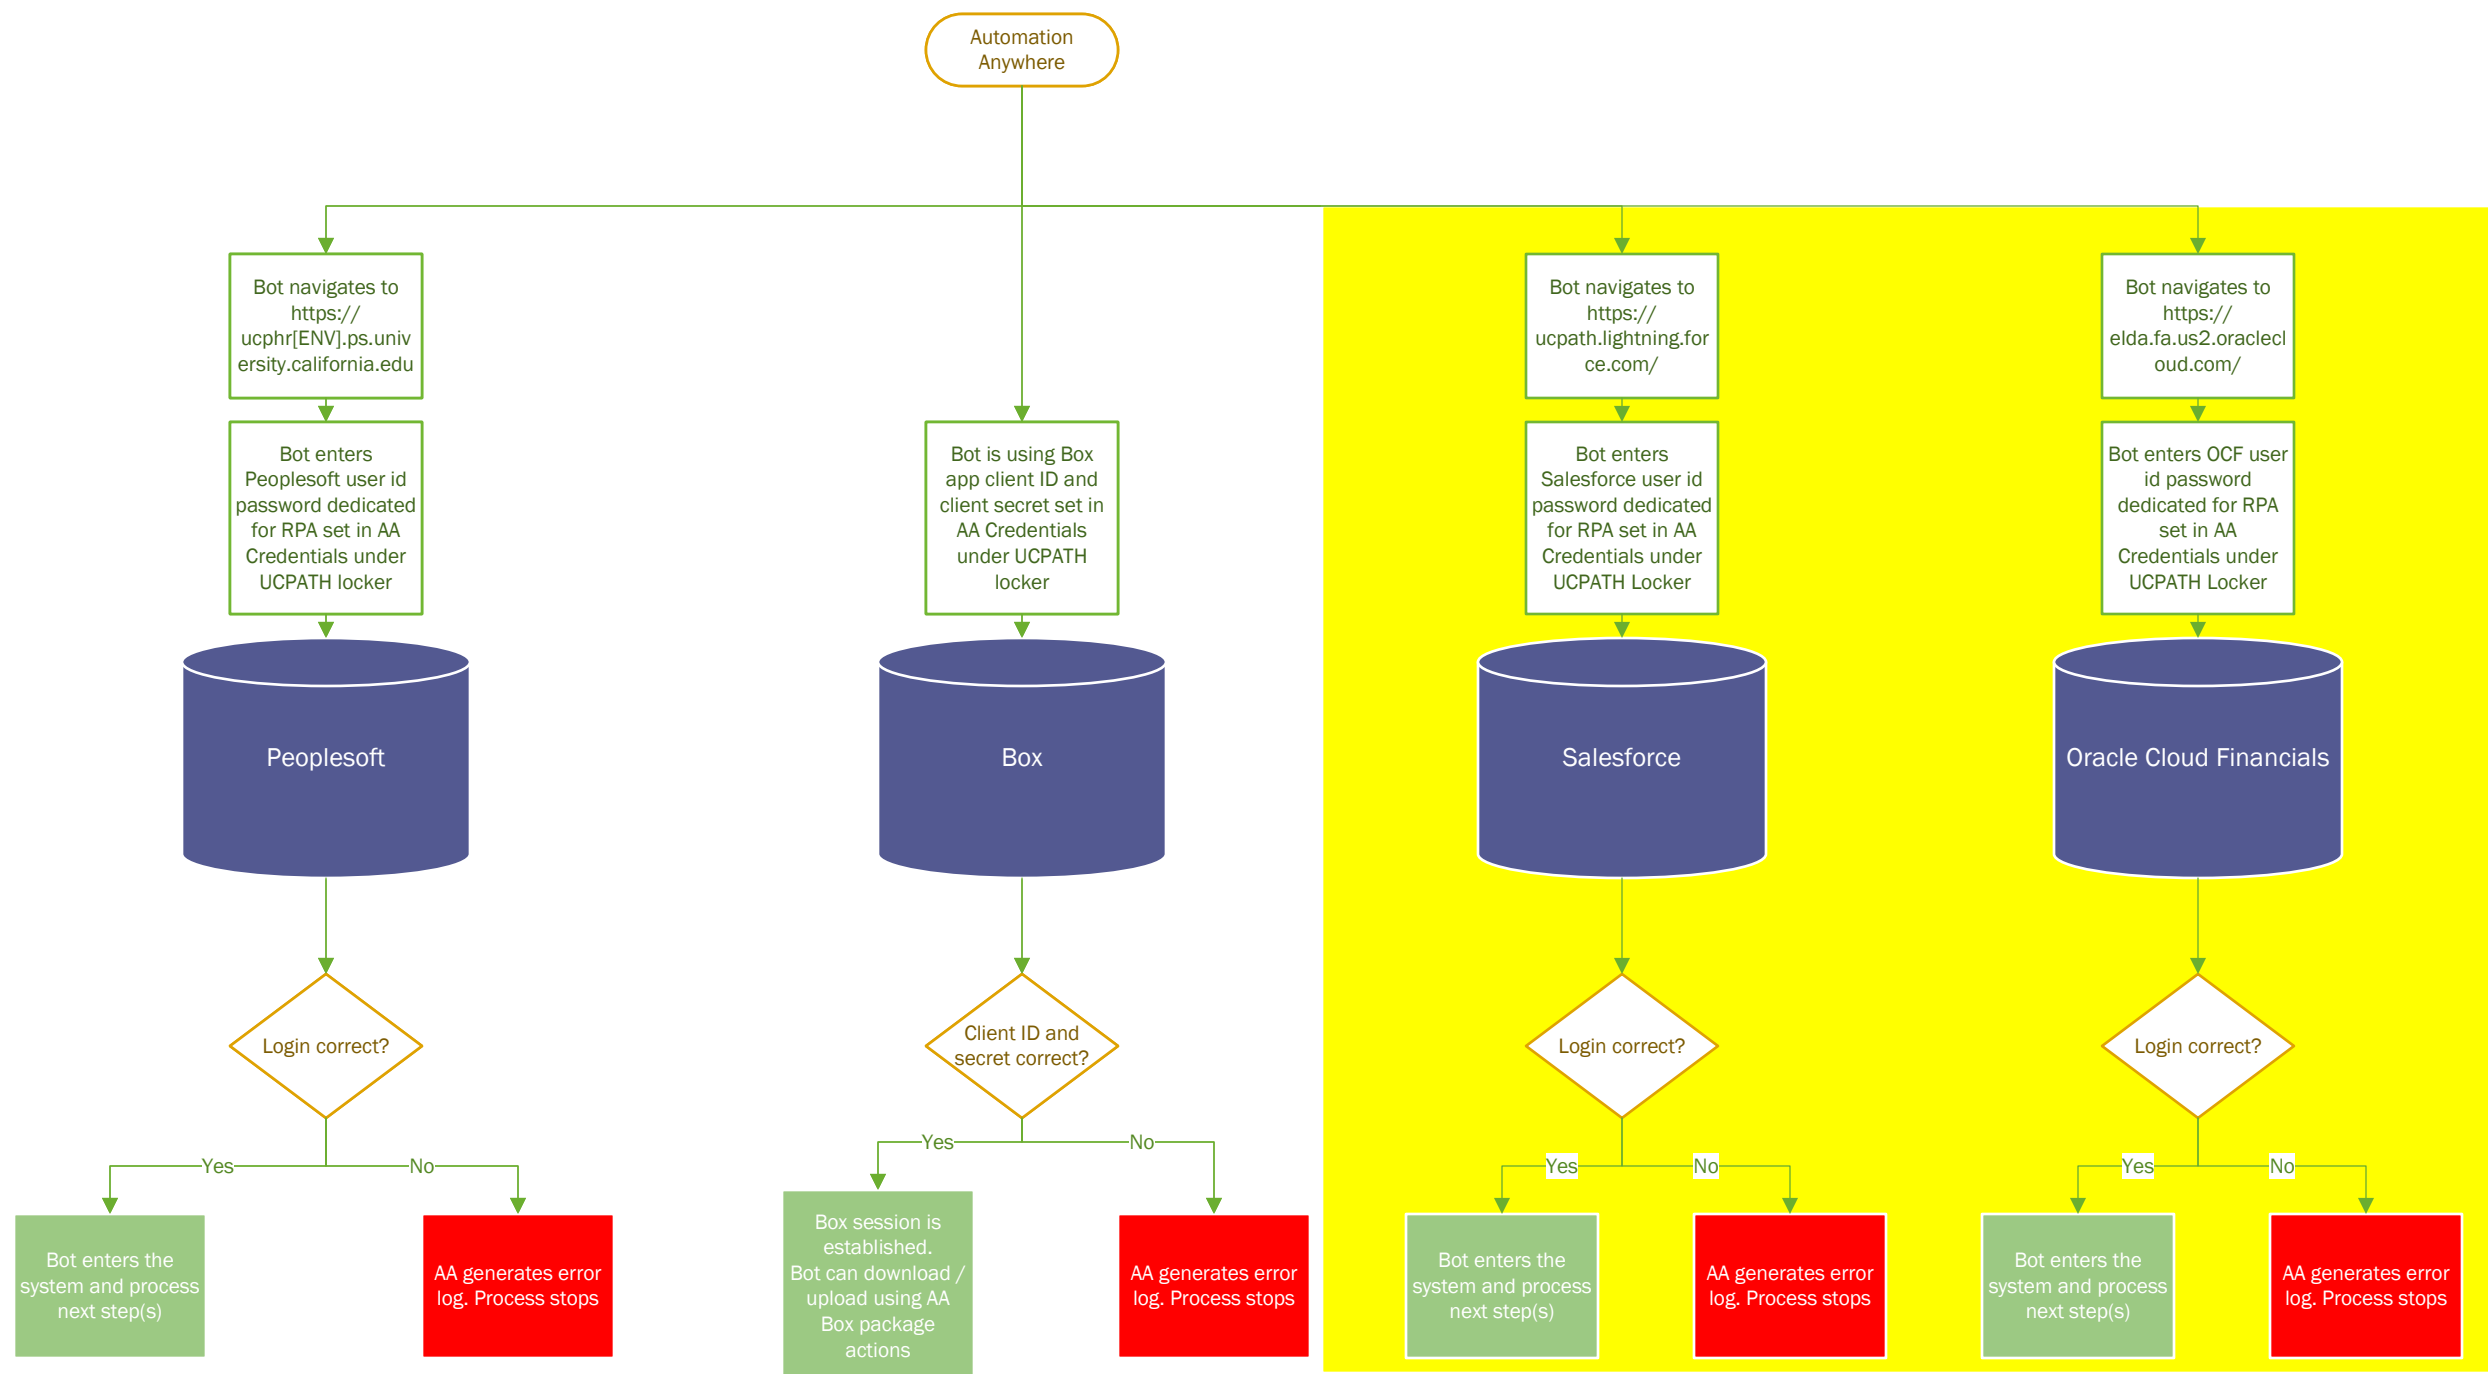 Automation
Anywhere
Bot navigates to
https://
ucphr[ENV].ps.univ
ersity.california.edu
Bot navigates to
https://
ucpath.lightning.for
ce.com/
Bot navigates to
https://
elda.fa.us2.oraclecl
oud.com/
Bot enters
Peoplesoft user id
password dedicated
for RPA set in AA
Credentials under
UCPATH locker
Bot is using Box
app client ID and
client secret set in
AA Credentials
under UCPATH
locker
Bot enters
Salesforce user id
password dedicated
for RPA set in AA
Credentials under
UCPATH Locker
Bot enters OCF user
id password
dedicated for RPA
set in AA
Credentials under
UCPATH Locker
Peoplesoft
Box
Salesforce
Oracle Cloud Financials
Login correct?
Client ID and
secret correct?
Login correct?
Login correct?
Yes
No
Yes
No
Yes
No
Yes
No
Bot enters the
system and process
next step(s)
AA generates error
log. Process stops
Box session is
established.
Bot can download /
upload using AA
Box package
actions
AA generates error
log. Process stops
Bot enters the
system and process
next step(s)
AA generates error
log. Process stops
Bot enters the
system and process
next step(s)
AA generates error
log. Process stops